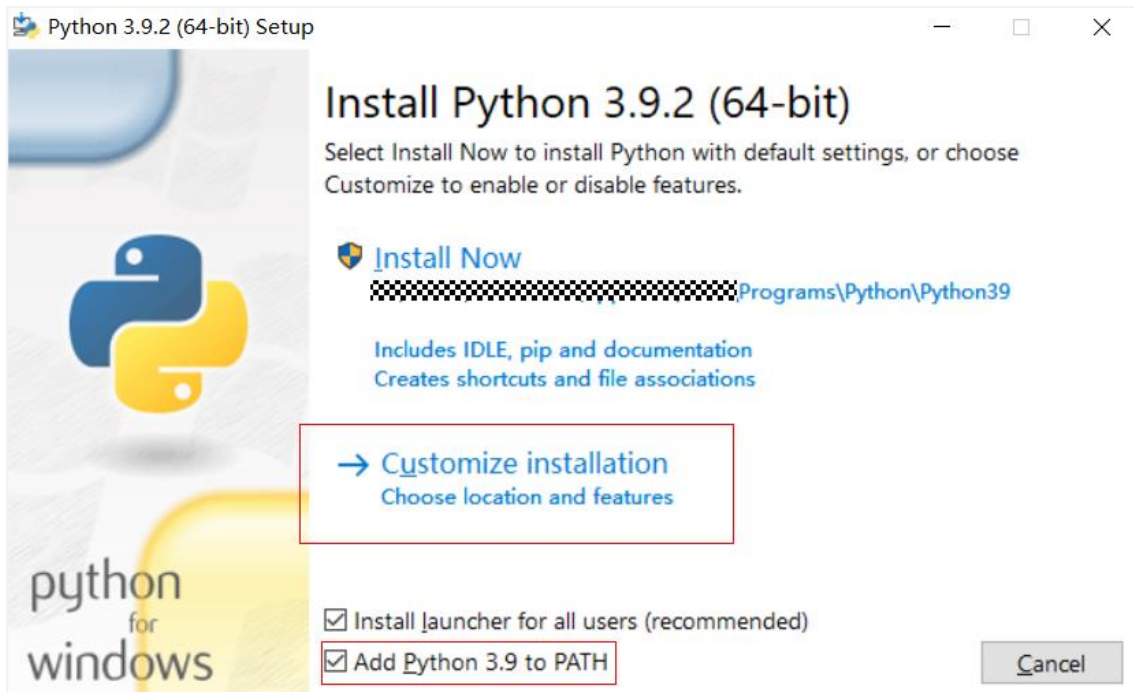 Python 3.9.2 (64-bit) Setup
Install Python 3.9.2 (64-bit)
Select Install Now to install Python with default settings, or choose
Customize to enable or disable features.
Install Now
Programs\Python\Python39
Includes IDLE, pip and documentation
Creates shortcuts and file associations
→ Customize installation
Choose location and features
python
for
windows
Install launcher for all users (recommended)
Add Python 3.9 to PATH
Cancel